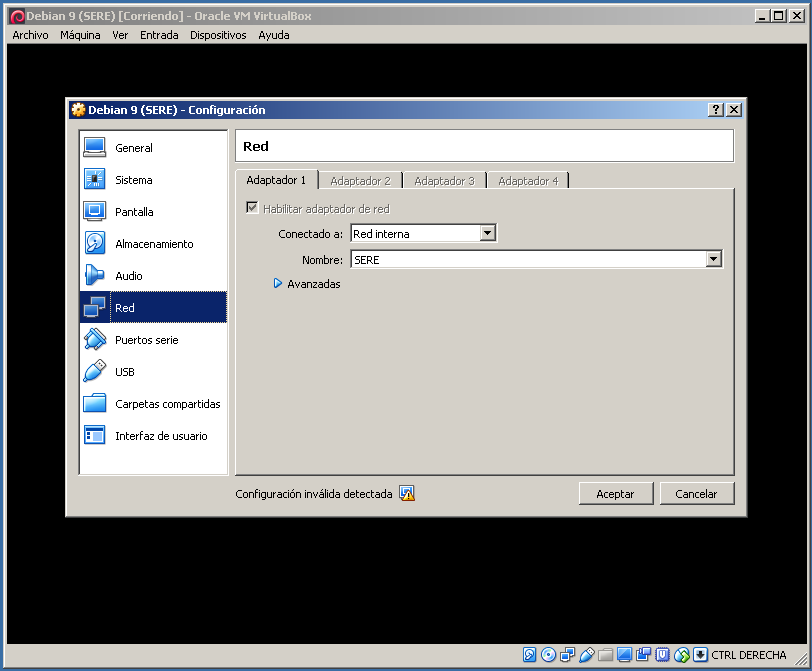 Debian 9 (SERE) [Corriendo] - Oracle VM VirtualBox
Archivo Máquina Ver Entrada Dispositivos Ayuda
Debian 9 (SERE) - Configuración
General
Sistema
Pantalla
Almacenamiento
Audio
Red
Puertos serie
USB
Carpetas compartidas
Interfaz de usuario
Red
Adaptador 1 Adaptador 2 Adaptador 3 Adaptador 4
Habilitar adaptador de red
Conectado a: Red interna
Nombre: SERE
Avanzadas
Configuración inválida detectada
Aceptar Cancelar
CTRL DERECHA